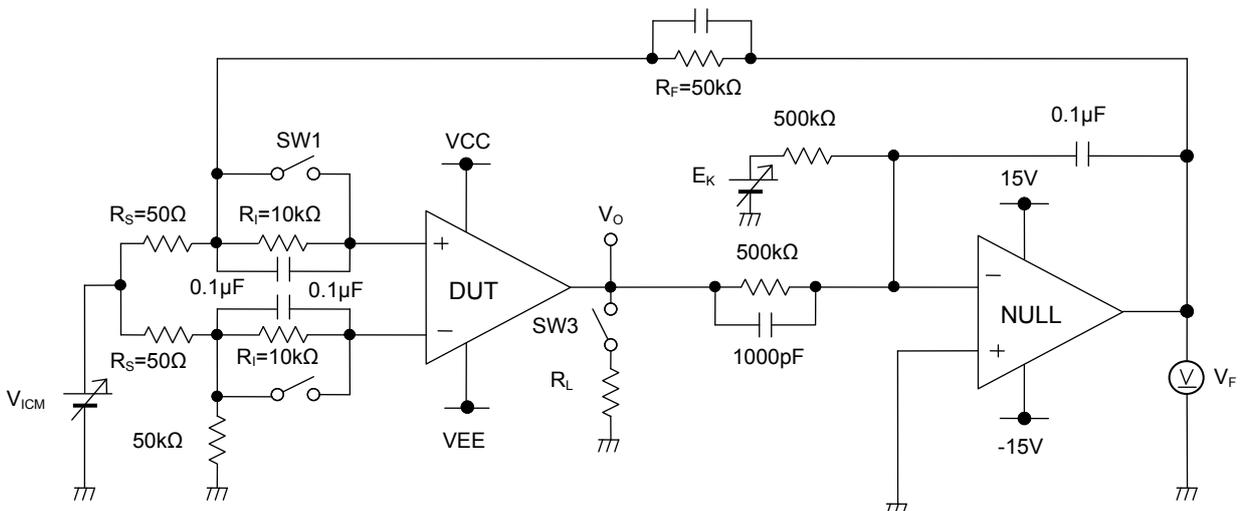 RF=50kΩ
500kΩ
0.1μF
SW1
VCC
EK
15V
RS=50Ω
RI=10kΩ
VO
500kΩ
+
−
0.1μF
0.1μF
DUT
NULL
SW3
−
+
RS=50Ω
RI=10kΩ
1000pF
VICM
RL
VF
V
50kΩ
VEE
-15V